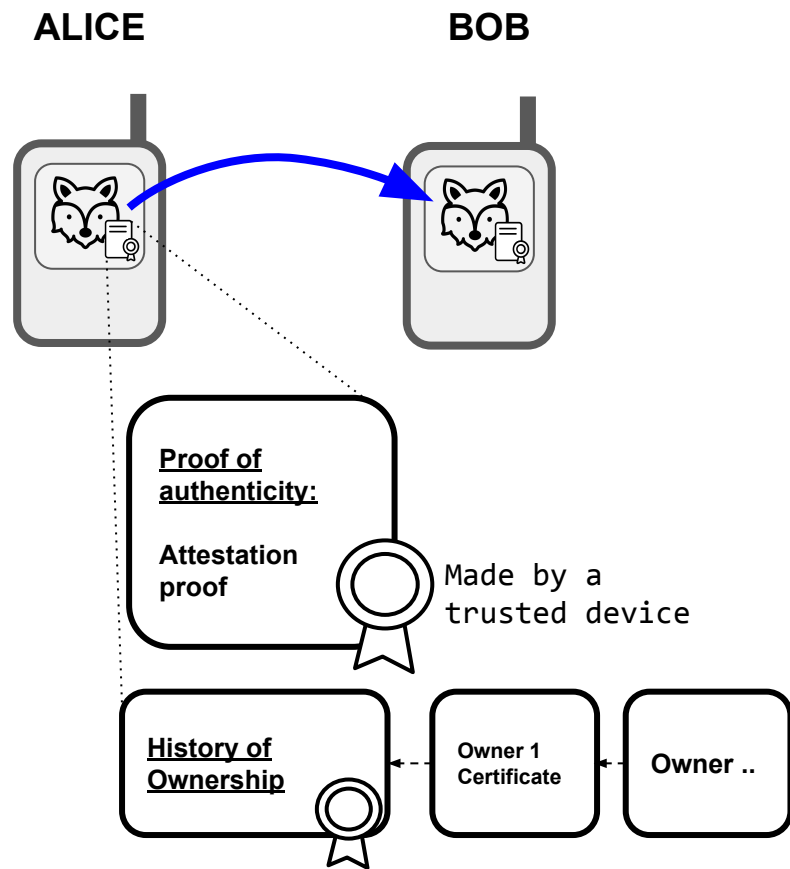 ALICE
BOB
Proof of
authenticity:
Attestation
proof
Made by a
trusted device
History of
Ownership
Owner 1
Certificate
Owner ..